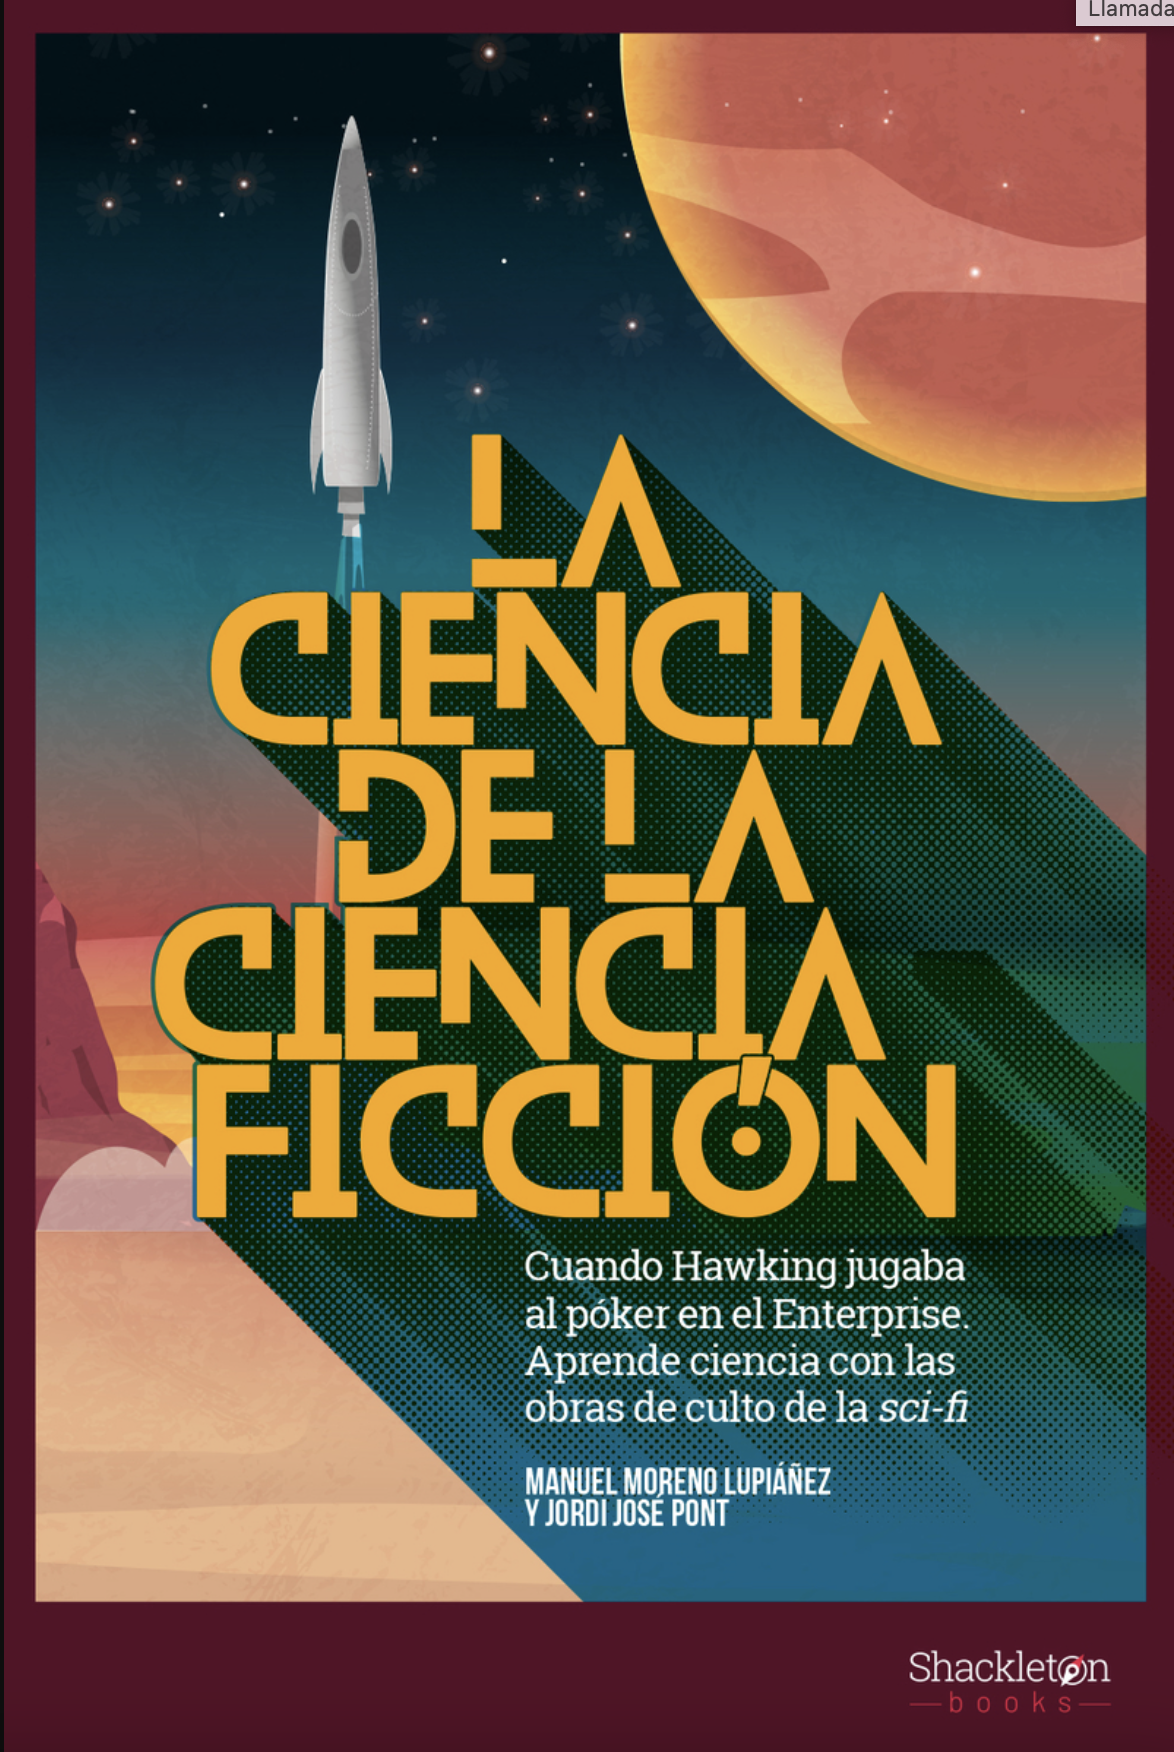 Llamada
LA
CIENCIA
DE LA
CIENCIA
FICCIÓN
Cuando Hawking jugaba
al póker en el Enterprise.
Aprende ciencia con las
obras de culto de la sci-fi
MANUEL MORENO LUPIÁÑEZ
Y JORDI JOSÉ PONT
Shackleton
books